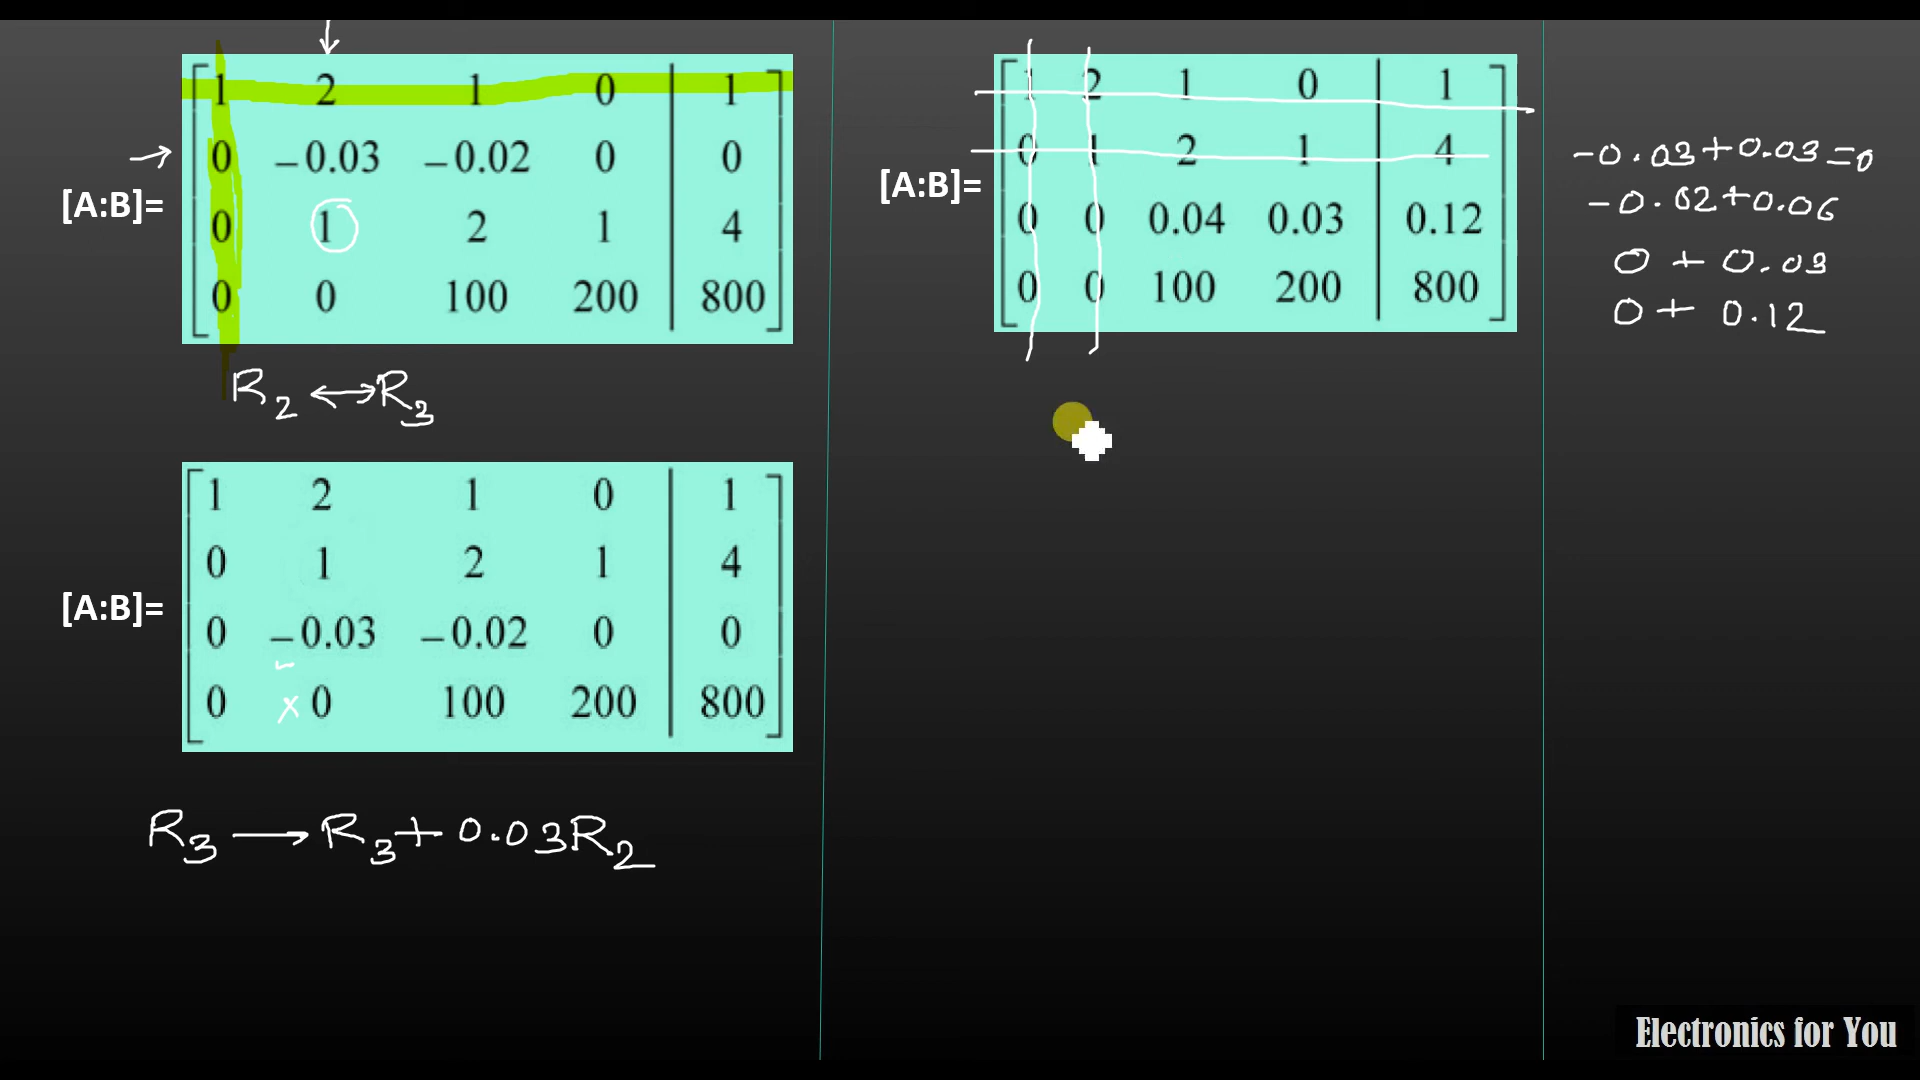 [A:B]=
1 2 1 0 1
0 −0.03 −0.02 0 0
0 1 2 1 4
0 0 100 200 800
R2 ↔ R3
[A:B]=
1 2 1 0 1
0 1 2 1 4
0 −0.03 −0.02 0 0
0 × 0 100 200 800
R3 → R3 + 0.03R2
[A:B]=
1 2 1 0 1
0 1 2 1 4
0 0 0.04 0.03 0.12
0 0 100 200 800
-0.03+0.03=0
-0.02+0.06
0 + 0.03
0 + 0.12
Electronics for You